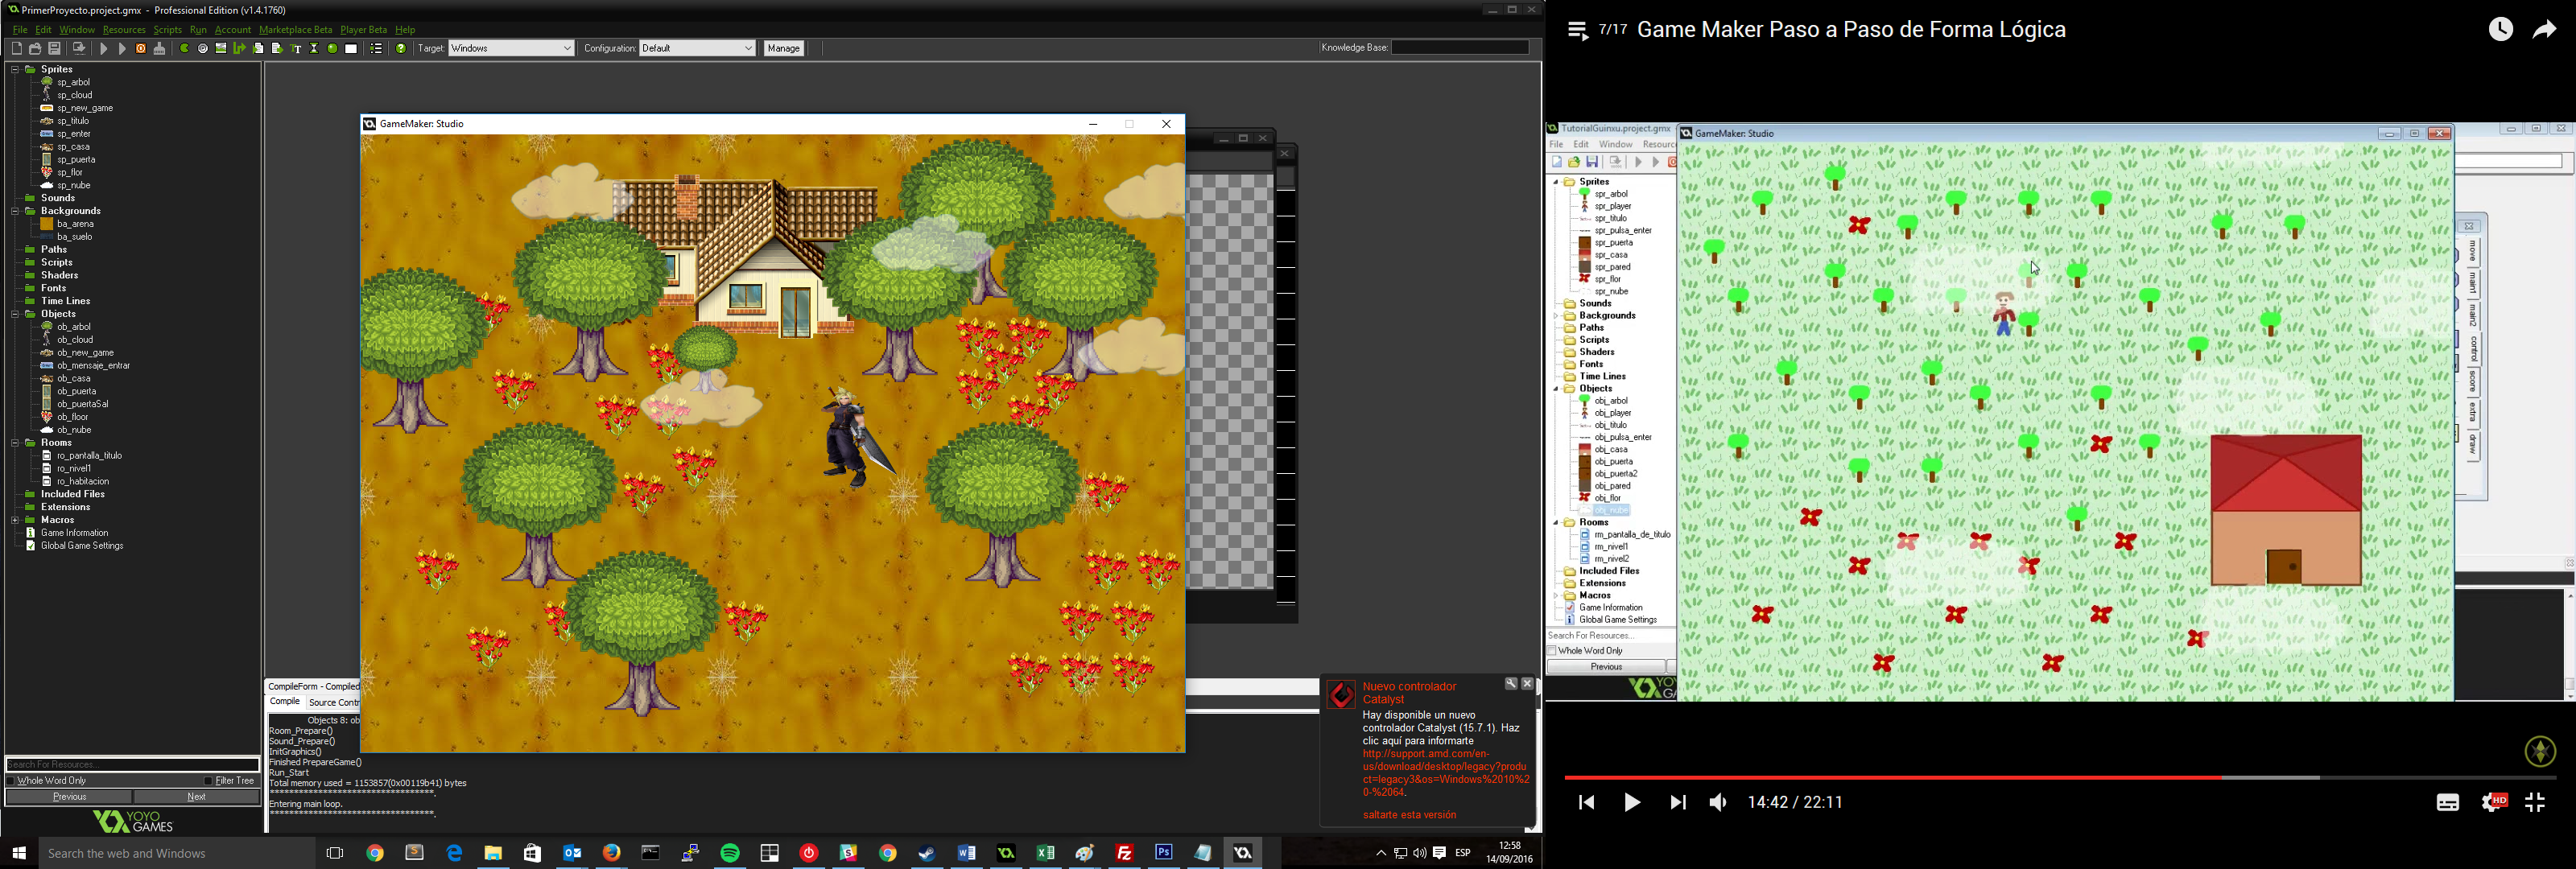 PrimerProyecto.project.gmx - Professional Edition (v1.4.1760)
File Edit Window Resources Scripts Run Account Marketplace Beta Player Beta Help
Target: Windows Configuration: Default Manage Knowledge Base:
Sprites
sp_arbol
sp_cloud
sp_new_game
sp_titulo
sp_enter
sp_casa
sp_puerta
sp_flor
sp_nube
Sounds
Backgrounds
ba_arena
ba_suelo
Paths
Scripts
Shaders
Fonts
Time Lines
Objects
ob_arbol
ob_cloud
ob_new_game
ob_mensaje_entrar
ob_casa
ob_puerta
ob_puertaSal
ob_floor
ob_nube
Rooms
ro_pantalla_titulo
ro_nivel1
ro_habitacion
Included Files
Extensions
Macros
Game Information
Global Game Settings
Search For Resources...
Whole Word Only Filter Tree
Previous Next
YOYO
GAMES
GameMaker: Studio
CompileForm - Compiled
Compile Source Contr
Objects 8: ob
Room_Prepare()
Sound_Prepare()
InitGraphics()
Finished PrepareGame()
Run_Start
Total memory used = 1153857(0x00119b41) bytes
**********************************.
Entering main loop.
**********************************.
Nuevo controlador
Catalyst
Hay disponible un nuevo
controlador Catalyst (15.7.1). Haz
clic aquí para informarte
http://support.amd.com/en-
us/download/desktop/legacy?produ
ct=legacy3&os=Windows%2010%2
0-%2064.
saltarte esta versión
Search the web and Windows
ESP
12:58
14/09/2016
7/17 Game Maker Paso a Paso de Forma Lógica
TutorialGuinxu.project.gmx
File Edit Window Resourc
GameMaker: Studio
Sprites
spr_arbol
spr_player
spr_titulo
spr_pulsa_enter
spr_puerta
spr_casa
spr_pared
spr_flor
spr_nube
Sounds
Backgrounds
Paths
Scripts
Shaders
Fonts
Time Lines
Objects
obj_arbol
obj_player
obj_titulo
obj_pulsa_enter
obj_casa
obj_puerta
obj_puerta2
obj_pared
obj_flor
obj_nube
Rooms
rm_pantalla_de_titulo
rm_nivel1
rm_nivel2
Included Files
Extensions
Macros
Game Information
Global Game Settings
Search For Resources...
Whole Word Only
Previous
YOYO
GA
move
main1
main2
control
score
extra
draw
14:42 / 22:11
HD